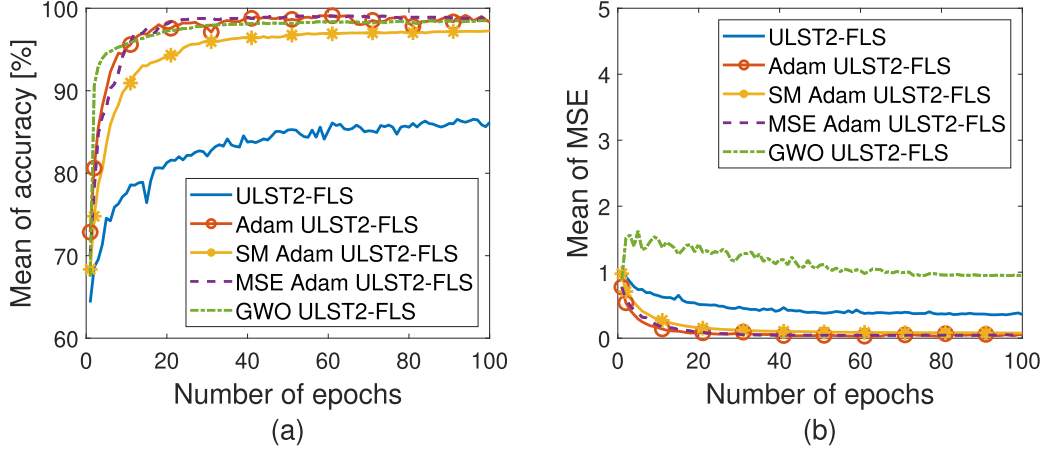 Mean of accuracy [%]
100
90
80
70
60
ULST2-FLS
Adam ULST2-FLS
SM Adam ULST2-FLS
MSE Adam ULST2-FLS
GWO ULST2-FLS
0 20 40 60 80 100
Number of epochs
(a)
Mean of MSE
5
4
3
2
1
0
ULST2-FLS
Adam ULST2-FLS
SM Adam ULST2-FLS
MSE Adam ULST2-FLS
GWO ULST2-FLS
0 20 40 60 80 100
Number of epochs
(b)